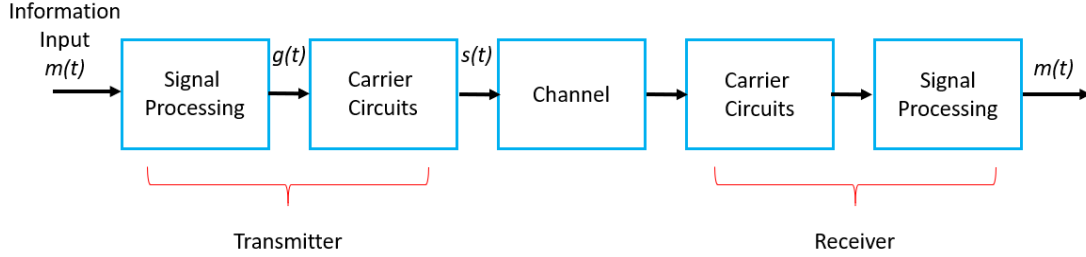 Information
Input
m(t)
Signal
Processing
g(t)
Carrier
Circuits
s(t)
Channel
Carrier
Circuits
Signal
Processing
m(t)
Transmitter
Receiver